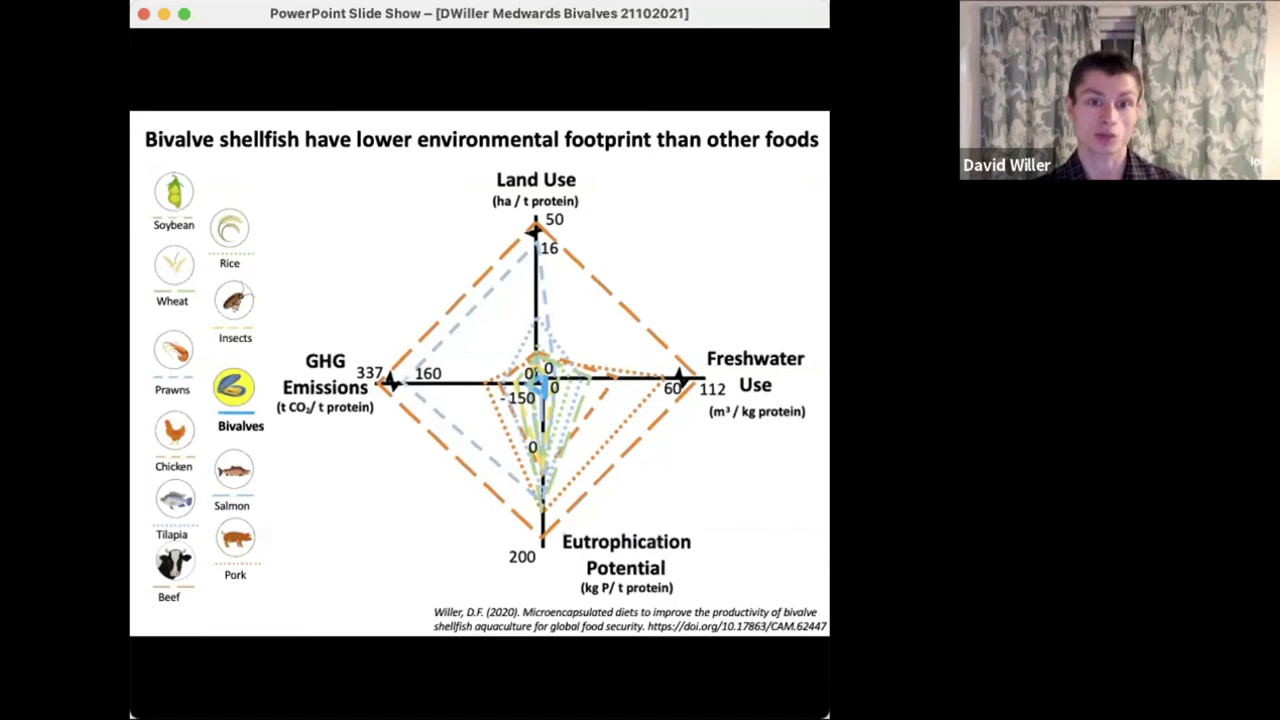 PowerPoint Slide Show – [DWiller Medwards Bivalves 21102021]
David Willer
Bivalve shellfish have lower environmental footprint than other foods
Soybean
Rice
Wheat
Insects
Prawns
Bivalves
Chicken
Salmon
Tilapia
Pork
Beef
Land Use
(ha / t protein)
50
16
GHG
Emissions
(t CO₂/ t protein)
337
160
0
0
-150
0
0
Freshwater
Use
(m³ / kg protein)
60
112
200
Eutrophication
Potential
(kg P/ t protein)
Willer, D.F. (2020). Microencapsulated diets to improve the productivity of bivalve
shellfish aquaculture for global food security. https://doi.org/10.17863/CAM.62447